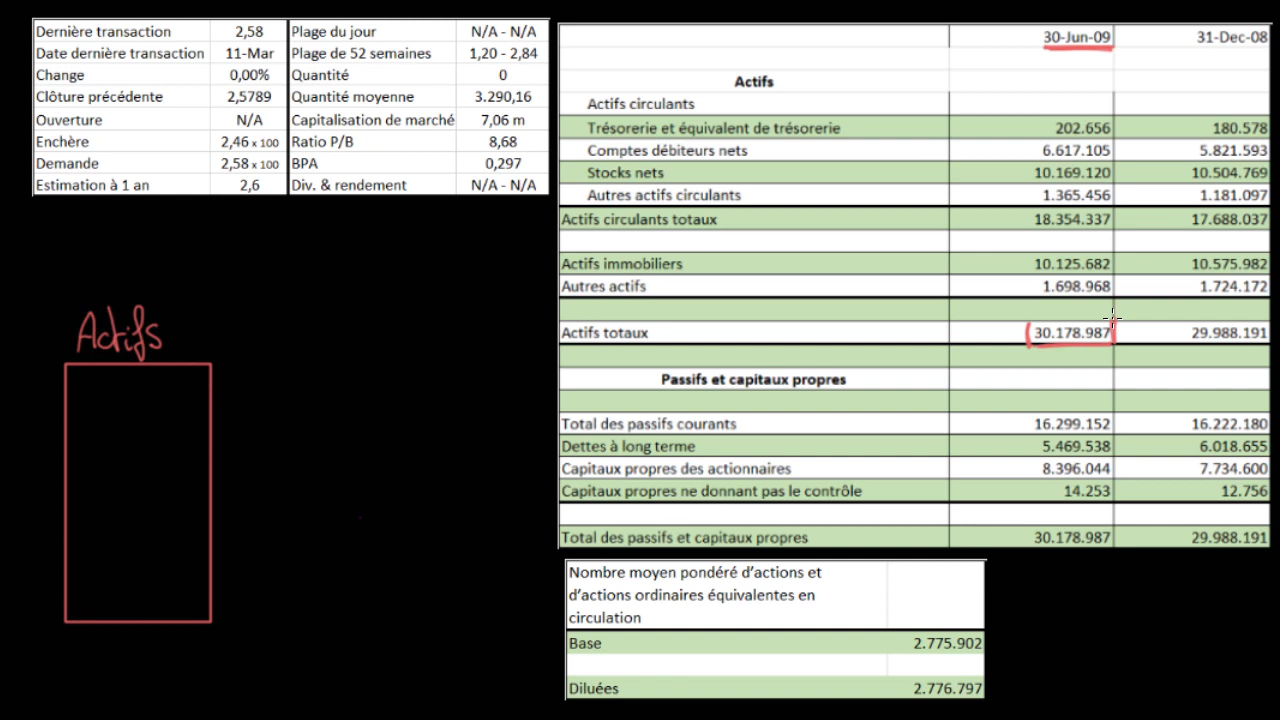 Dernière transaction 2,58 Plage du jour N/A - N/A
Date dernière transaction 11-Mar Plage de 52 semaines 1,20 - 2,84
Change 0,00% Quantité 0
Clôture précédente 2,5789 Quantité moyenne 3.290,16
Ouverture N/A Capitalisation de marché 7,06 m
Enchère 2,46 x 100 Ratio P/B 8,68
Demande 2,58 x 100 BPA 0,297
Estimation à 1 an 2,6 Div. & rendement N/A - N/A
Actifs
30-Jun-09 31-Dec-08
Actifs
Actifs circulants
Trésorerie et équivalent de trésorerie 202.656 180.578
Comptes débiteurs nets 6.617.105 5.821.593
Stocks nets 10.169.120 10.504.769
Autres actifs circulants 1.365.456 1.181.097
Actifs circulants totaux 18.354.337 17.688.037
Actifs immobiliers 10.125.682 10.575.982
Autres actifs 1.698.968 1.724.172
Actifs totaux 30.178.987 29.988.191
Passifs et capitaux propres
Total des passifs courants 16.299.152 16.222.180
Dettes à long terme 5.469.538 6.018.655
Capitaux propres des actionnaires 8.396.044 7.734.600
Capitaux propres ne donnant pas le contrôle 14.253 12.756
Total des passifs et capitaux propres 30.178.987 29.988.191
Nombre moyen pondéré d'actions et
d'actions ordinaires équivalentes en
circulation
Base 2.775.902
Diluées 2.776.797